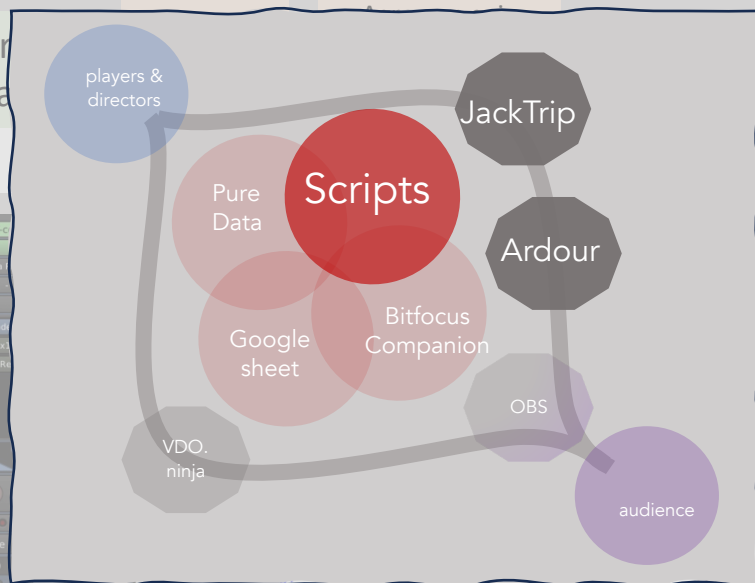 players &
directors
JackTrip
Scripts
Pure
Data
Ardour
Bitfocus
Companion
Google
sheet
OBS
VDO.
ninja
audience